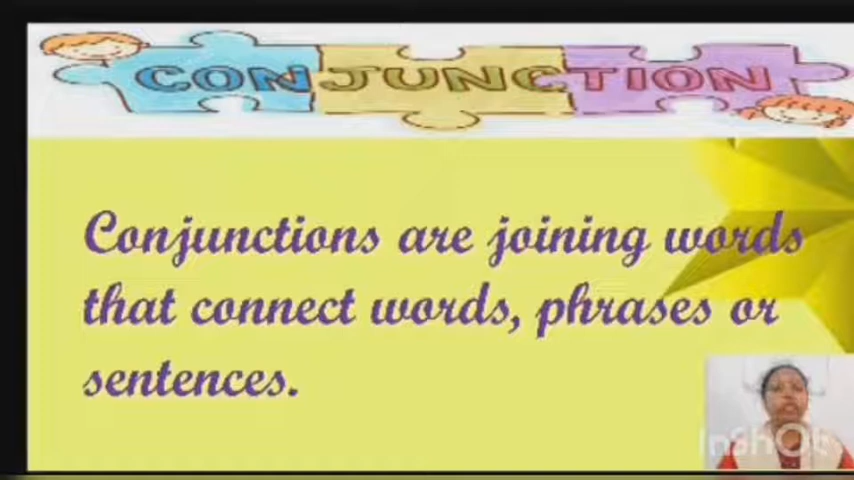 CONJUNCTION
Conjunctions are joining words
that connect words, phrases or
sentences.
InShOt